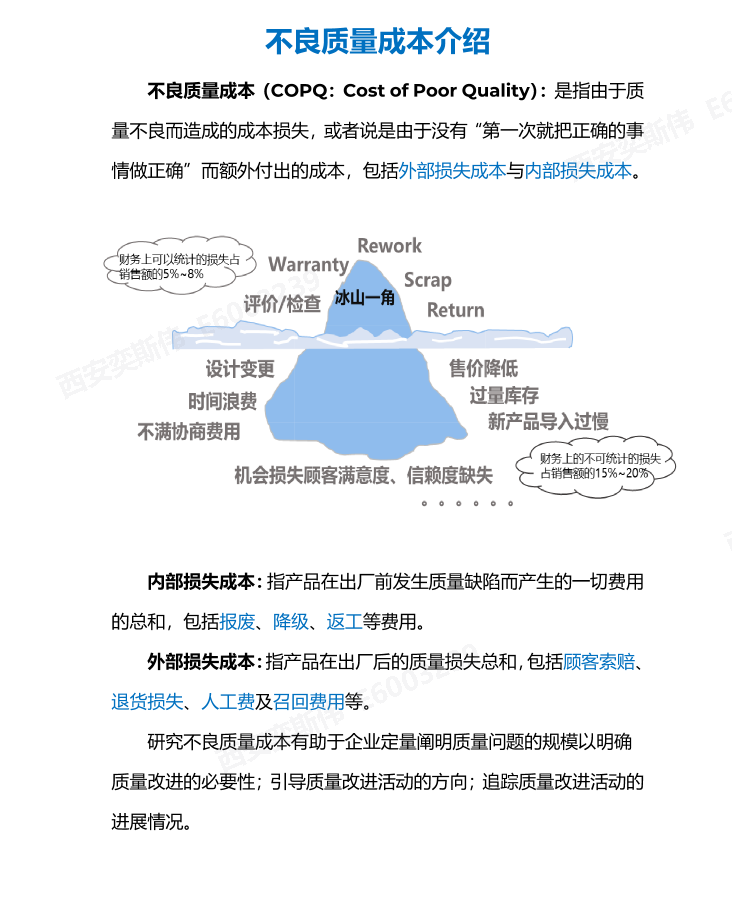 不良质量成本介绍
不良质量成本（COPQ：Cost of Poor Quality）：是指由于质
量不良而造成的成本损失，或者说是由于没有“第一次就把正确的事
情做正确”而额外付出的成本，包括外部损失成本与内部损失成本。
财务上可以统计的损失占
销售额的5%~8%
Rework
Warranty
Scrap
冰山一角
评价/检查
Return
设计变更
售价降低
时间浪费
过量库存
不满协商费用
新产品导入过慢
机会损失顾客满意度、信赖度缺失
财务上的不可统计的损失
占销售额的15%~20%
。。。。。。
内部损失成本：指产品在出厂前发生质量缺陷而产生的一切费用
的总和，包括报废、降级、返工等费用。
外部损失成本：指产品在出厂后的质量损失总和，包括顾客索赔、
退货损失、人工费及召回费用等。
研究不良质量成本有助于企业定量阐明质量问题的规模以明确
质量改进的必要性；引导质量改进活动的方向；追踪质量改进活动的
进展情况。
西安奕斯伟 E6003239
西安奕斯伟 E6003239